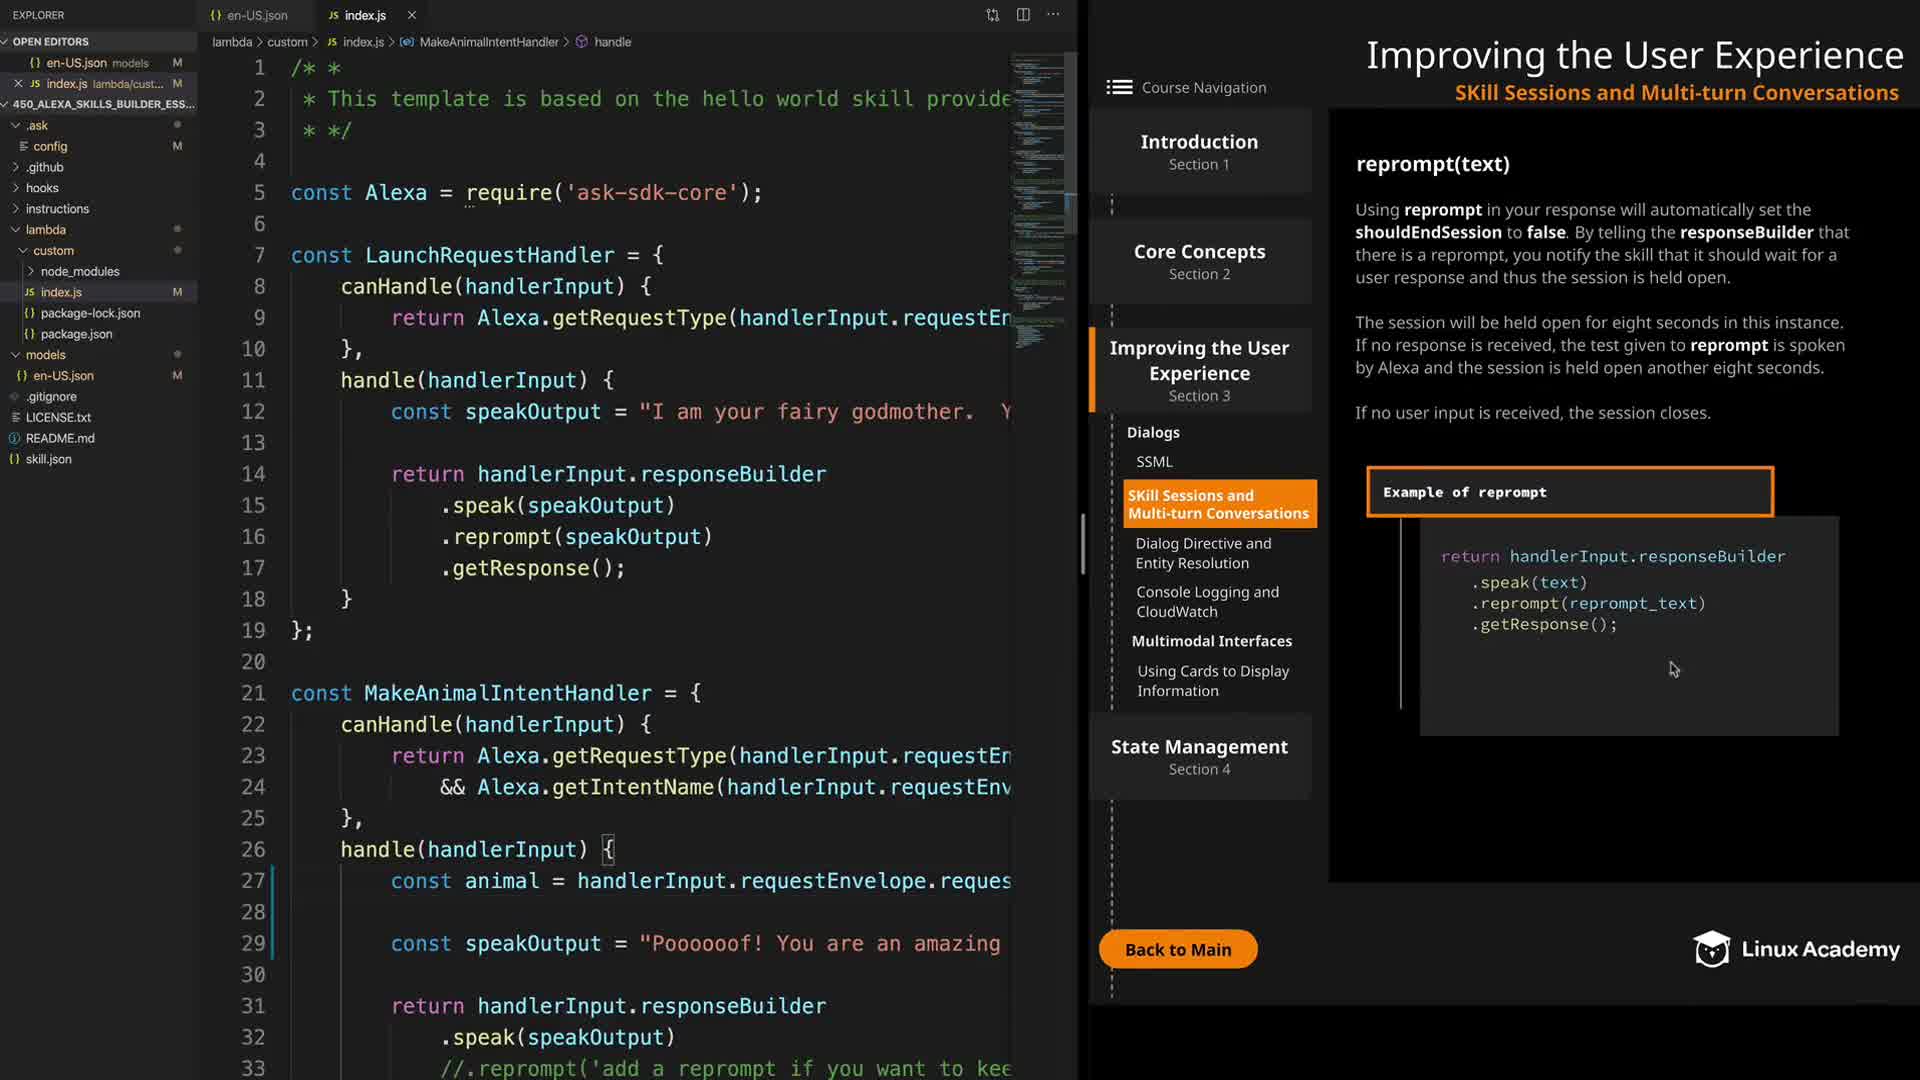 EXPLORER
OPEN EDITORS
{} en-US.json models M
JS index.js lambda/cust... M
450_ALEXA_SKILLS_BUILDER_ESS...
.ask
config M
.github
hooks
instructions
lambda
custom
node_modules
JS index.js M
{} package-lock.json
{} package.json
models
{} en-US.json M
.gitignore
LICENSE.txt
README.md
{} skill.json
{} en-US.json
JS index.js
lambda > custom > JS index.js > MakeAnimalIntentHandler > handle
1 /* *
2 * This template is based on the hello world skill provide
3 * */
4
5 const Alexa = require('ask-sdk-core');
6
7 const LaunchRequestHandler = {
8 canHandle(handlerInput) {
9 return Alexa.getRequestType(handlerInput.requestEn
10 },
11 handle(handlerInput) {
12 const speakOutput = "I am your fairy godmother. Y
13
14 return handlerInput.responseBuilder
15 .speak(speakOutput)
16 .reprompt(speakOutput)
17 .getResponse();
18 }
19 };
20
21 const MakeAnimalIntentHandler = {
22 canHandle(handlerInput) {
23 return Alexa.getRequestType(handlerInput.requestEn
24 && Alexa.getIntentName(handlerInput.requestEnv
25 },
26 handle(handlerInput) {
27 const animal = handlerInput.requestEnvelope.reques
28
29 const speakOutput = "Poooooof! You are an amazing
30
31 return handlerInput.responseBuilder
32 .speak(speakOutput)
33 //.reprompt('add a reprompt if you want to kee
Improving the User Experience
SKill Sessions and Multi-turn Conversations
Course Navigation
Introduction
Section 1
Core Concepts
Section 2
Improving the User
Experience
Section 3
Dialogs
SSML
SKill Sessions and
Multi-turn Conversations
Dialog Directive and
Entity Resolution
Console Logging and
CloudWatch
Multimodal Interfaces
Using Cards to Display
Information
State Management
Section 4
Back to Main
reprompt(text)
Using reprompt in your response will automatically set the
shouldEndSession to false. By telling the responseBuilder that
there is a reprompt, you notify the skill that it should wait for a
user response and thus the session is held open.
The session will be held open for eight seconds in this instance.
If no response is received, the test given to reprompt is spoken
by Alexa and the session is held open another eight seconds.
If no user input is received, the session closes.
Example of reprompt
return handlerInput.responseBuilder
.speak(text)
.reprompt(reprompt_text)
.getResponse();
Linux Academy